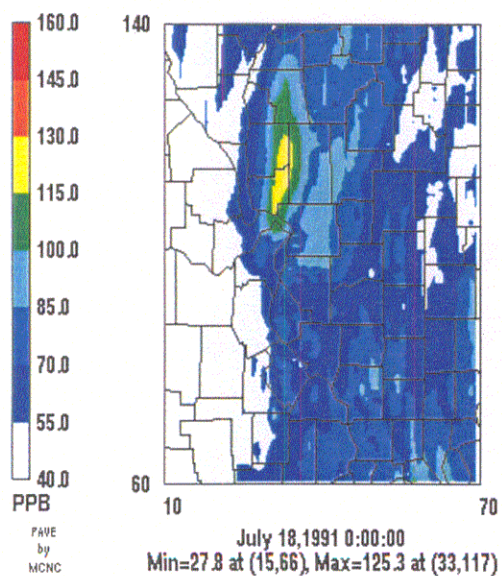 160.0
145.0
130.0
115.0
100.0
85.0
70.0
55.0
40.0
PPB
PAVE
by
MCNC
140
60
10
70
July 18,1991 0:00:00
Min=27.8 at (15,66), Max=125.3 at (33,117)